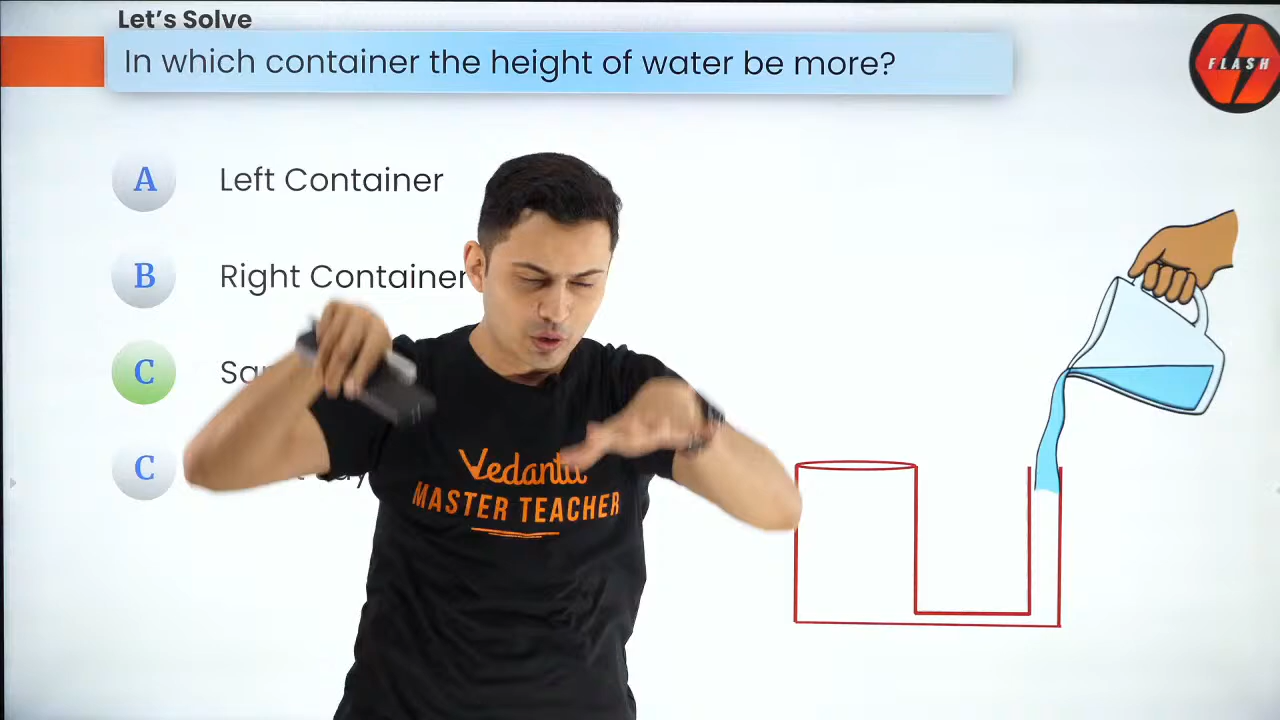 Let's Solve
In which container the height of water be more?
FLASH
A Left Container
B Right Container
C
C
Vedantu
MASTER TEACHER